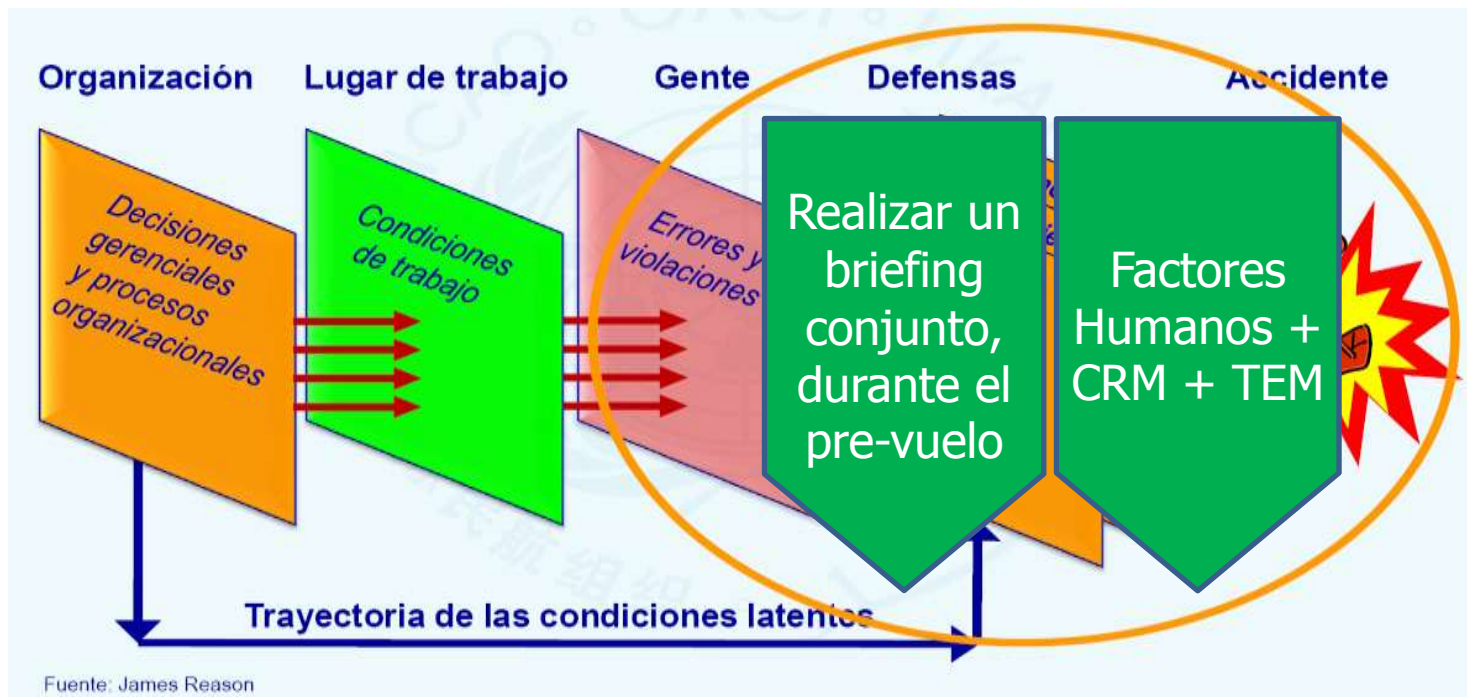 Organización
Lugar de trabajo
Gente
Defensas
Accidente
Decisiones
gerenciales
y procesos
organizacionales
Condiciones
de trabajo
Errores y
violaciones
Realizar un
briefing
conjunto,
durante el
pre-vuelo
Factores
Humanos +
CRM + TEM
Trayectoria de las condiciones latentes
Fuente: James Reason